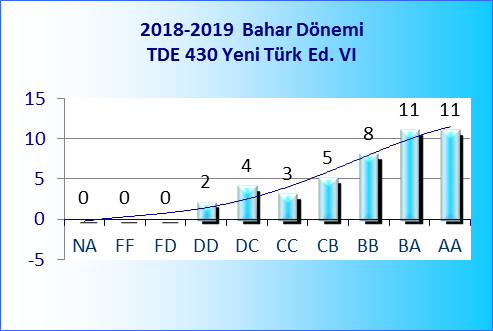 2018-2019 Bahar Dönemi
TDE 430 Yeni Türk Ed. VI
15
10
5
0
-5
0 0 0 2 4 3 5 8 11 11
NA FF FD DD DC CC CB BB BA AA